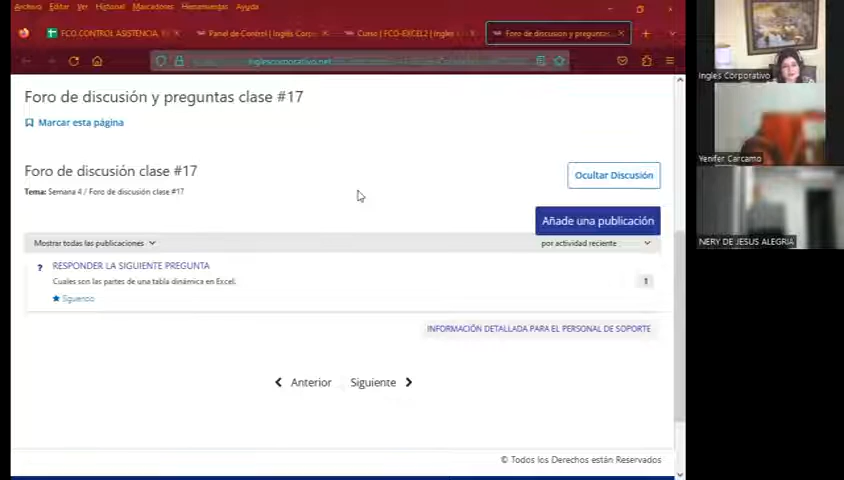 Archivo Editar Ver Historial Marcadores Herramientas Ayuda
FCO.CONTROL ASISTENCIA,
Panel de Control | Inglés Corpo
Curso | FCO-EXCEL2 | Ingles
Foro de discusión y preguntas
inglescorporativo.net
Foro de discusión y preguntas clase #17
Marcar esta página
Foro de discusión clase #17
Ocultar Discusión
Tema: Semana 4 / Foro de discusión clase #17
Añade una publicación
Mostrar todas las publicaciones
por actividad reciente
? RESPONDER LA SIGUIENTE PREGUNTA
Cuales son las partes de una tabla dinámica en Excel.
1
Siguiendo
INFORMACIÓN DETALLADA PARA EL PERSONAL DE SOPORTE
Anterior Siguiente
© Todos los Derechos están Reservados
Ingles Corporativo
Yenifer Carcamo
NERY DE JESUS ALEGRIA